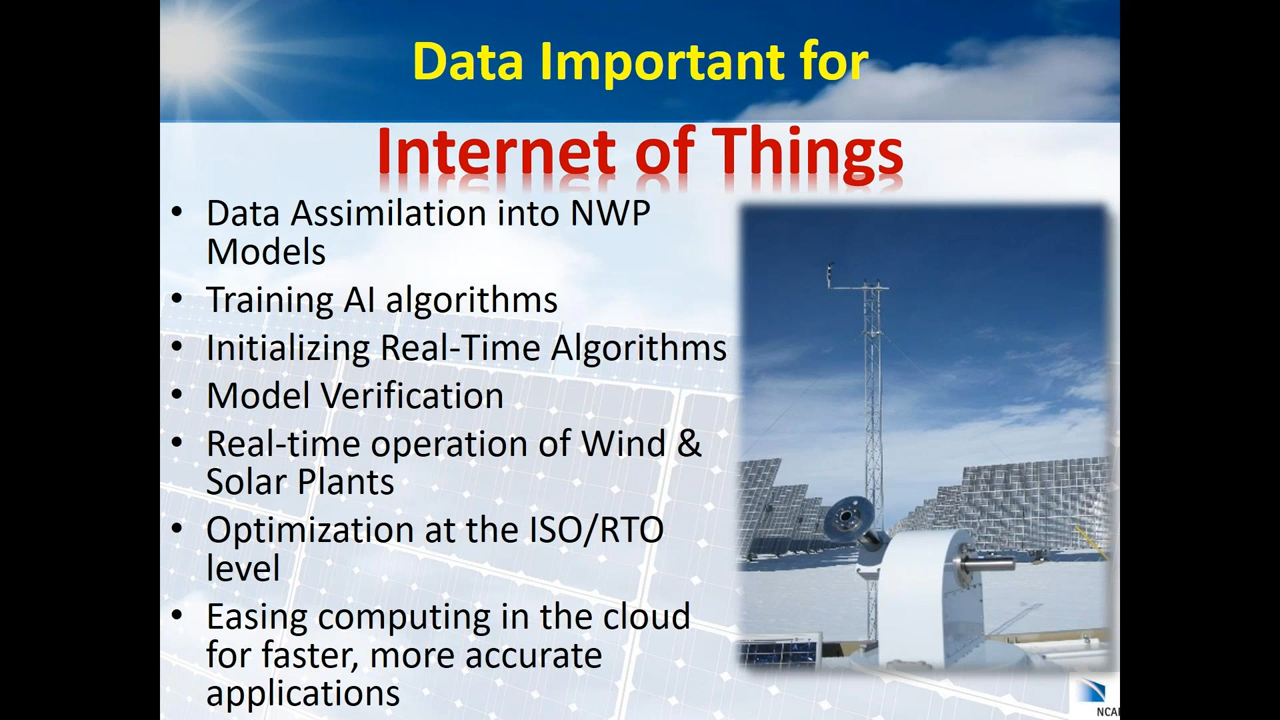 Data Important for
Internet of Things
• Data Assimilation into NWP
Models
• Training AI algorithms
• Initializing Real-Time Algorithms
• Model Verification
• Real-time operation of Wind &
Solar Plants
• Optimization at the ISO/RTO
level
• Easing computing in the cloud
for faster, more accurate
applications